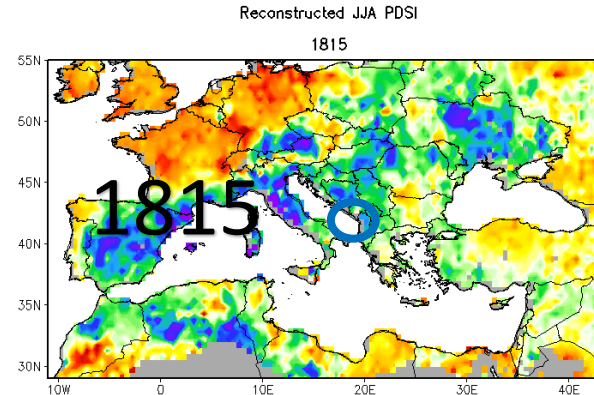 Reconstructed JJA PDSI
1815
55N
50N
45N
1815
40N
35N
30N
10W 0 10E 20E 30E 40E